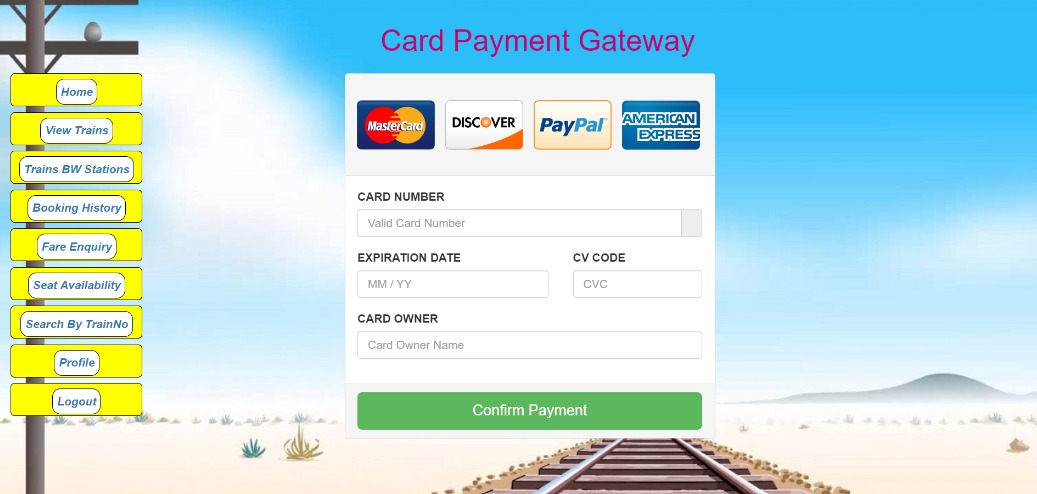 Card Payment Gateway
Home
View Trains
Trains BW Stations
Booking History
Fare Enquiry
Seat Availability
Search By TrainNo
Profile
Logout
MasterCard
DISCOVER
PayPal
AMERICAN
EXPRESS
CARD NUMBER
Valid Card Number
EXPIRATION DATE
CV CODE
MM / YY
CVC
CARD OWNER
Card Owner Name
Confirm Payment